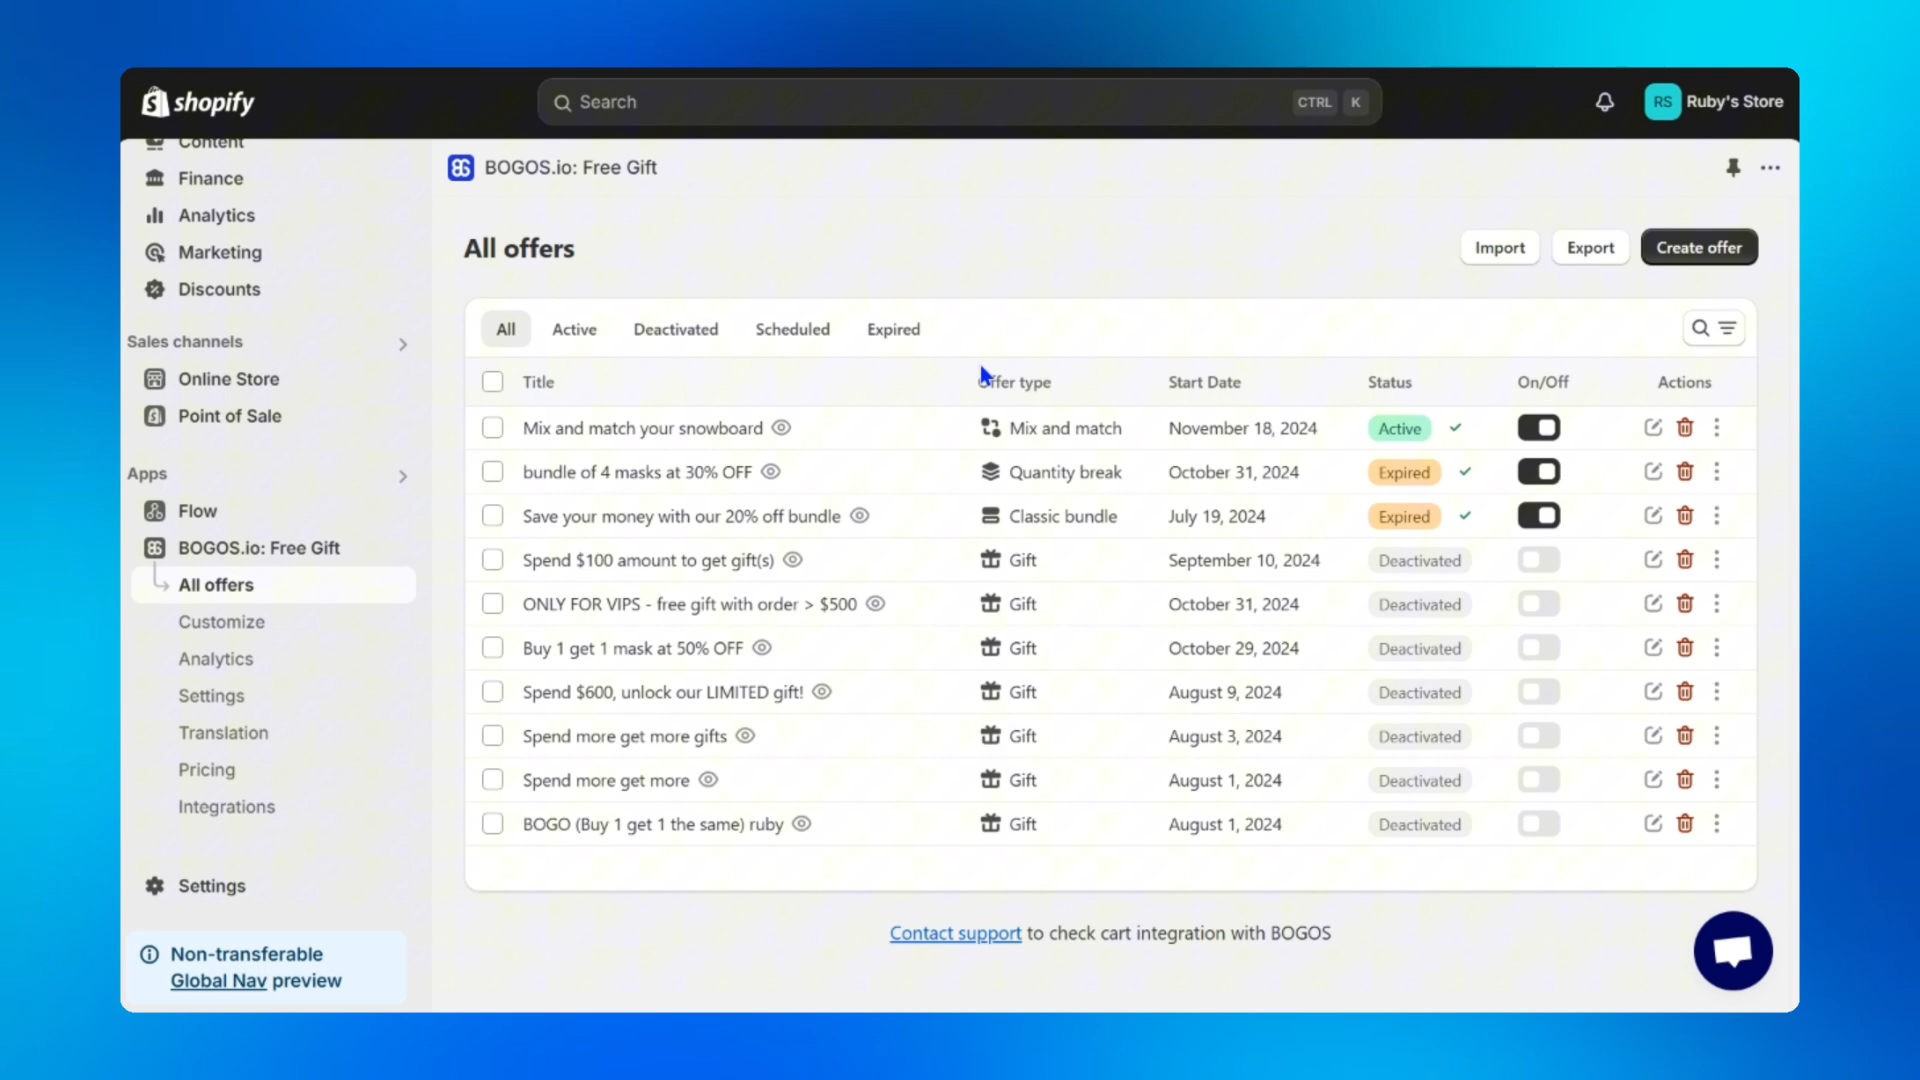 shopify
Search
CTRL K
RS
Ruby's Store
Content
Finance
Analytics
Marketing
Discounts
Sales channels
Online Store
Point of Sale
Apps
Flow
BOGOS.io: Free Gift
All offers
Customize
Analytics
Settings
Translation
Pricing
Integrations
Settings
Non-transferable
Global Nav preview
BOGOS.io: Free Gift
All offers
Import
Export
Create offer
All Active Deactivated Scheduled Expired
Title Offer type Start Date Status On/Off Actions
Mix and match your snowboard Mix and match November 18, 2024 Active
bundle of 4 masks at 30% OFF Quantity break October 31, 2024 Expired
Save your money with our 20% off bundle Classic bundle July 19, 2024 Expired
Spend $100 amount to get gift(s) Gift September 10, 2024 Deactivated
ONLY FOR VIPS - free gift with order > $500 Gift October 31, 2024 Deactivated
Buy 1 get 1 mask at 50% OFF Gift October 29, 2024 Deactivated
Spend $600, unlock our LIMITED gift! Gift August 9, 2024 Deactivated
Spend more get more gifts Gift August 3, 2024 Deactivated
Spend more get more Gift August 1, 2024 Deactivated
BOGO (Buy 1 get 1 the same) ruby Gift August 1, 2024 Deactivated
Contact support to check cart integration with BOGOS